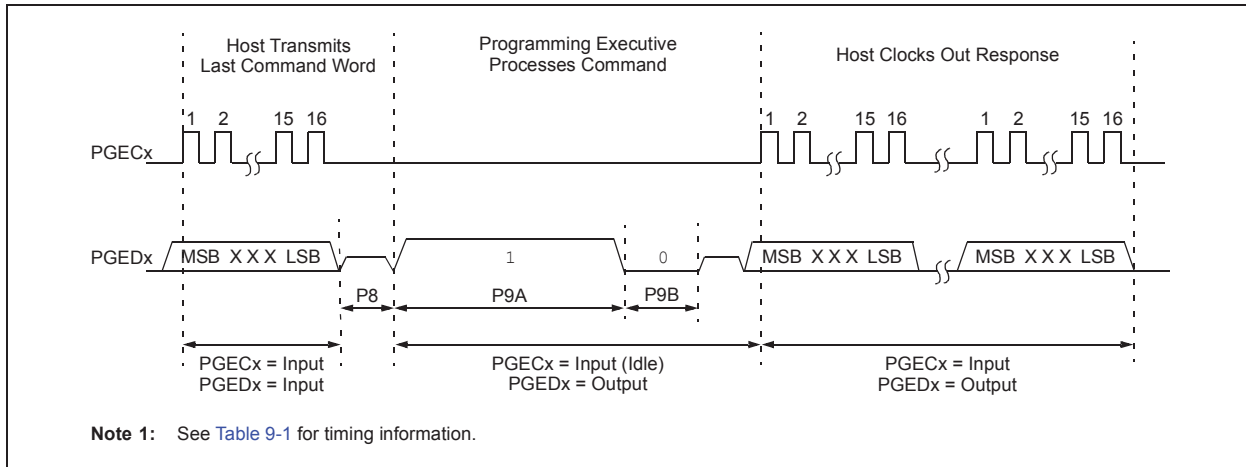 Host Transmits
Last Command Word
Programming Executive
Processes Command
Host Clocks Out Response
1 2 15 16 1 2 15 16 1 2 15 16
PGECx
PGEDx MSB X X X LSB 1 0 MSB X X X LSB MSB X X X LSB
P8 P9A P9B
PGECx = Input
PGEDx = Input
PGECx = Input (Idle)
PGEDx = Output
PGECx = Input
PGEDx = Output
Note 1: See Table 9-1 for timing information.